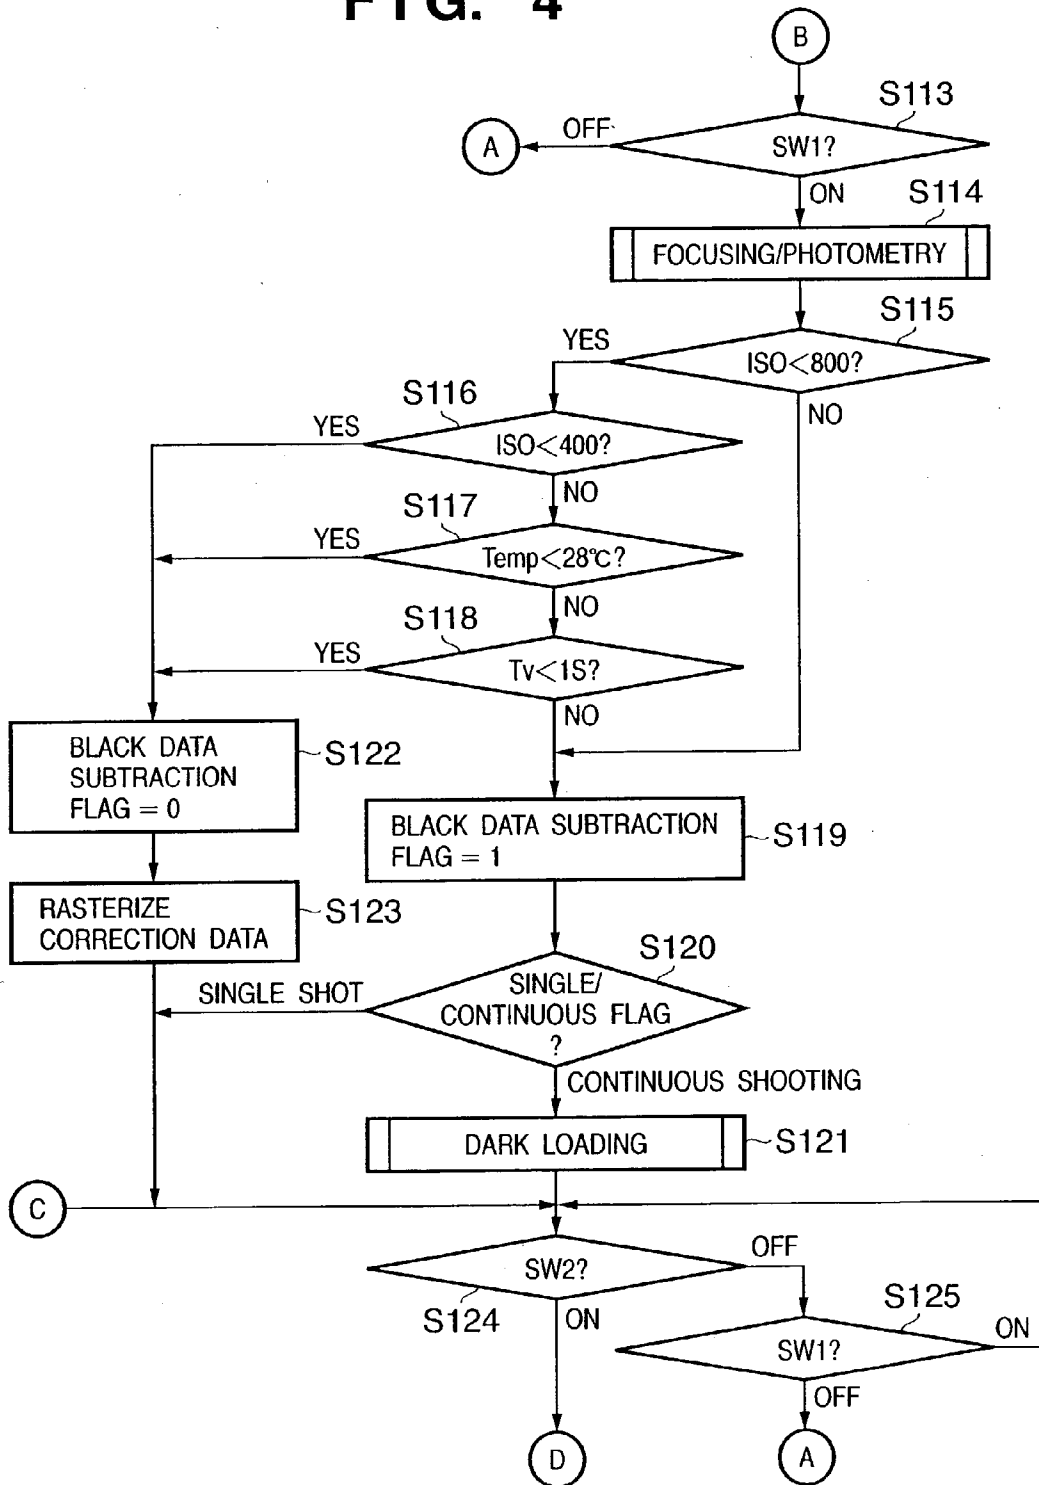 FIG. 4
B
S113
A
OFF
SW1?
ON
S114
FOCUSING/PHOTOMETRY
S115
YES
ISO<800?
NO
S116
YES
ISO<400?
NO
S117
YES
Temp<28℃?
NO
S118
YES
Tv<1S?
NO
BLACK DATA
SUBTRACTION
FLAG = 0
S122
BLACK DATA SUBTRACTION
FLAG = 1
S119
RASTERIZE
CORRECTION DATA
S123
S120
SINGLE SHOT
SINGLE/
CONTINUOUS FLAG
?
CONTINUOUS SHOOTING
DARK LOADING
S121
C
SW2?
OFF
S124
ON
S125
SW1?
ON
OFF
D
A